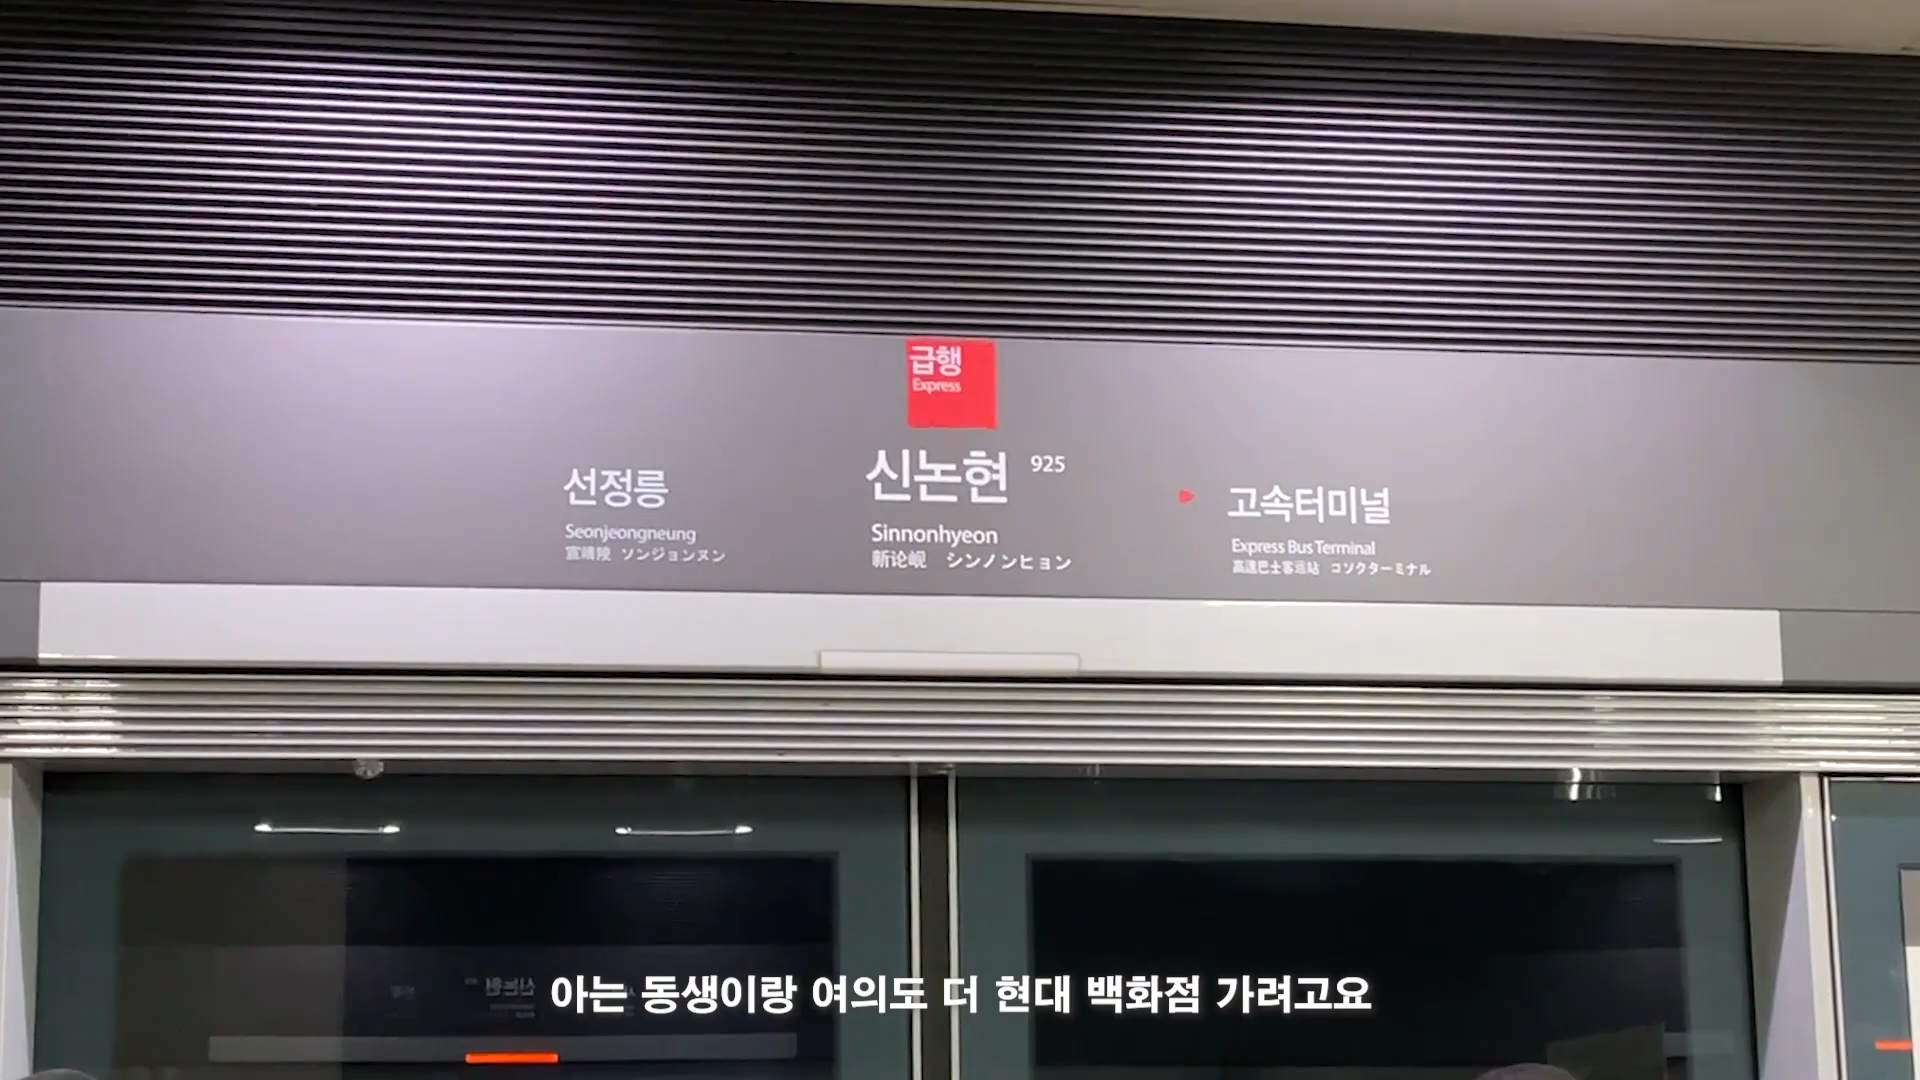 급행
Express
선정릉
Seonjeongneung
宣靖陵 ソンジョンヌン
신논현 925
Sinnonhyeon
新论岘 シンノンヒョン
고속터미널
Express Bus Terminal
高速巴士客运站 コソクターミナル
아는 동생이랑 여의도 더 현대 백화점 가려고요